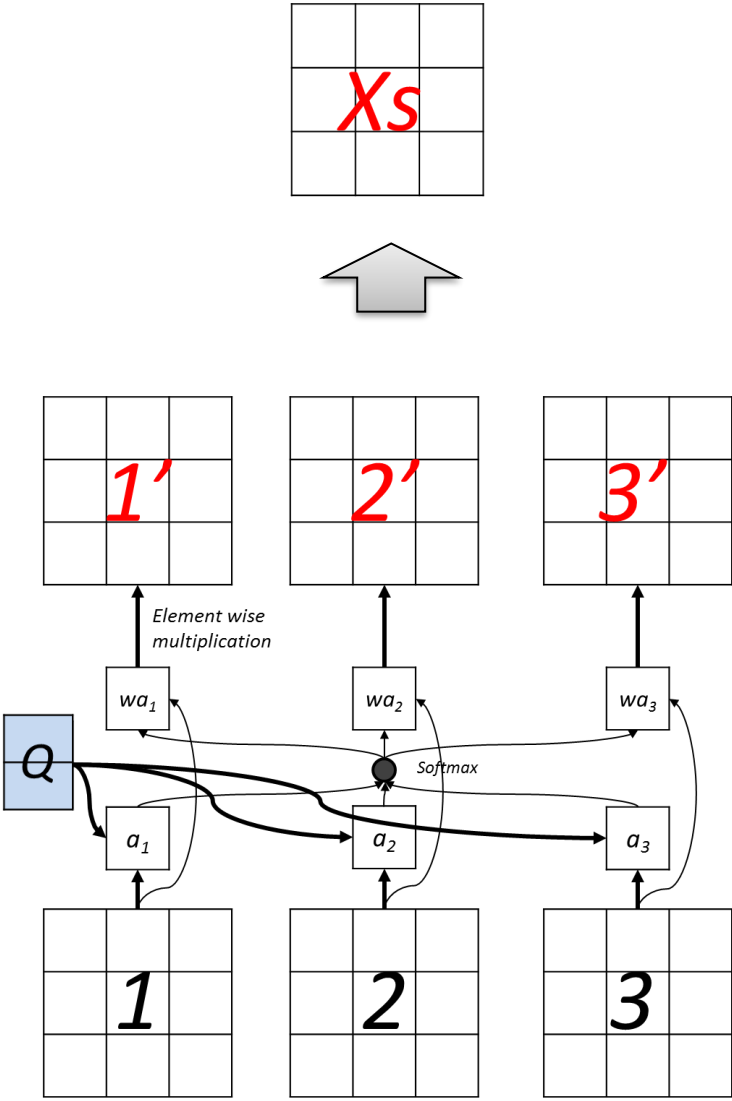 Xs
1’ 2’ 3’
Element wise
multiplication
wa₁ wa₂ wa₃
Q
Softmax
a₁ a₂ a₃
1 2 3